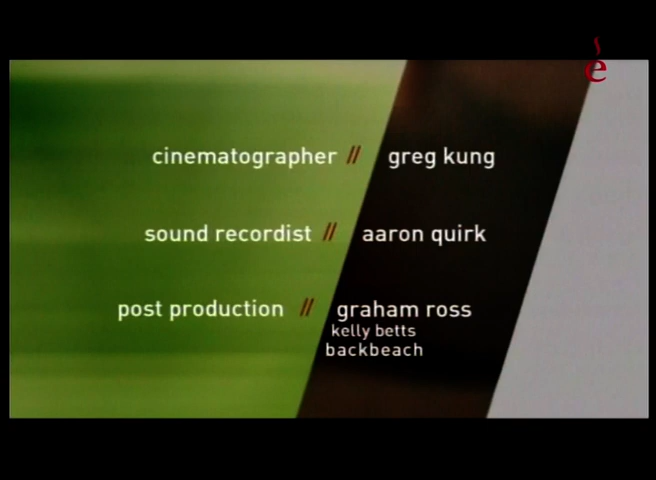 é
cinematographer // greg kung
sound recordist // aaron quirk
post production // graham ross
kelly betts
backbeach